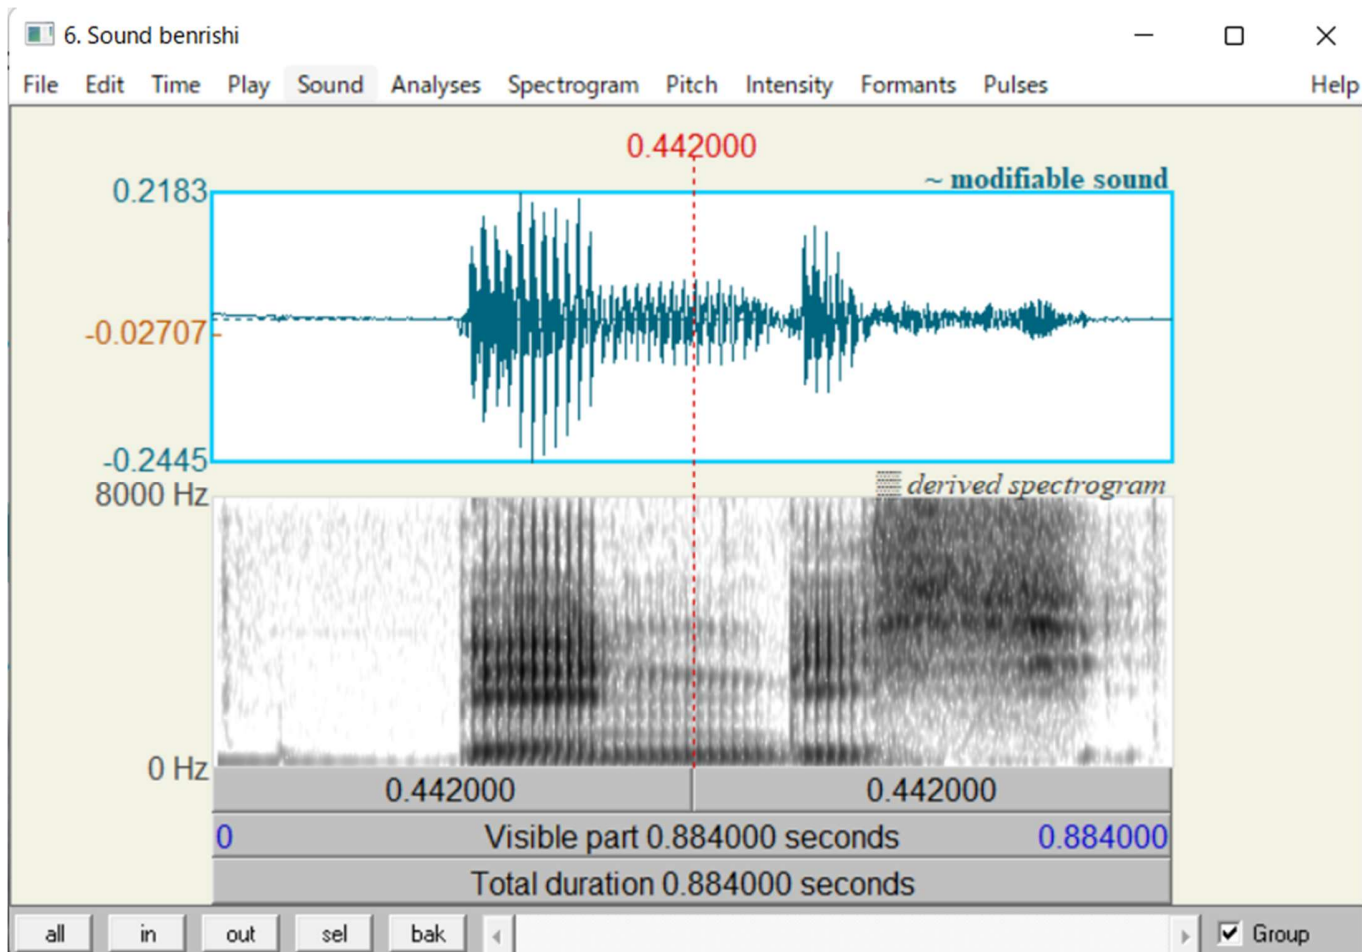 6. Sound benrishi
File Edit Time Play Sound Analyses Spectrogram Pitch Intensity Formants Pulses Help
0.442000
0.2183
~ modifiable sound
-0.02707
-0.2445
8000 Hz
derived spectrogram
0 Hz
0.442000 0.442000
0 Visible part 0.884000 seconds 0.884000
Total duration 0.884000 seconds
all in out sel bak Group